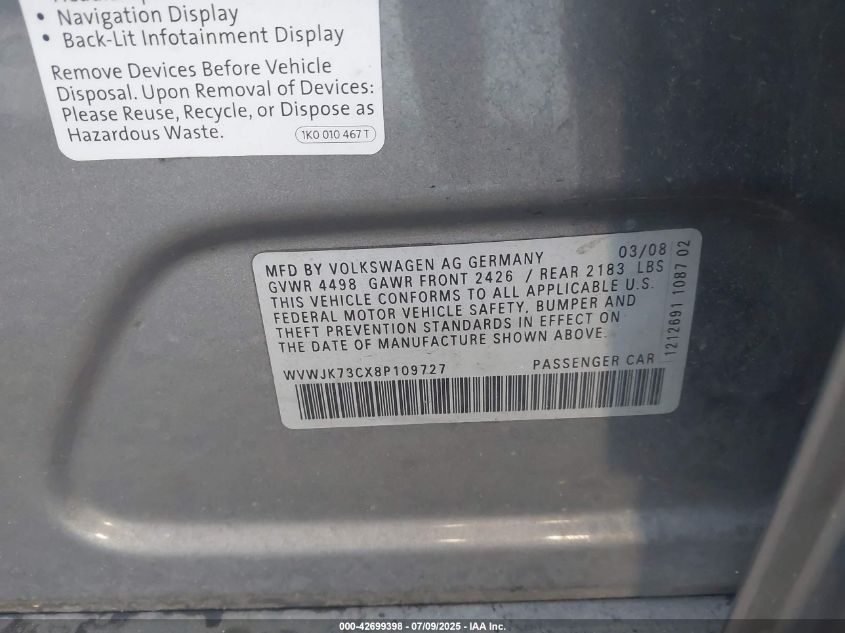 • Navigation Display
• Back-Lit Infotainment Display
Remove Devices Before Vehicle
Disposal. Upon Removal of Devices:
Please Reuse, Recycle, or Dispose as
Hazardous Waste.
1K0 010 467 T
MFD BY VOLKSWAGEN AG GERMANY 03/08
GVWR 4498 GAWR FRONT 2426 / REAR 2183 LBS
THIS VEHICLE CONFORMS TO ALL APPLICABLE U.S.
FEDERAL MOTOR VEHICLE SAFETY, BUMPER AND
THEFT PREVENTION STANDARDS IN EFFECT ON
THE DATE OF MANUFACTURE SHOWN ABOVE.
WVWJK73CX8P109727 PASSENGER CAR
1212691 1087 02
000-42699398 - 07/09/2025 - IAA Inc.